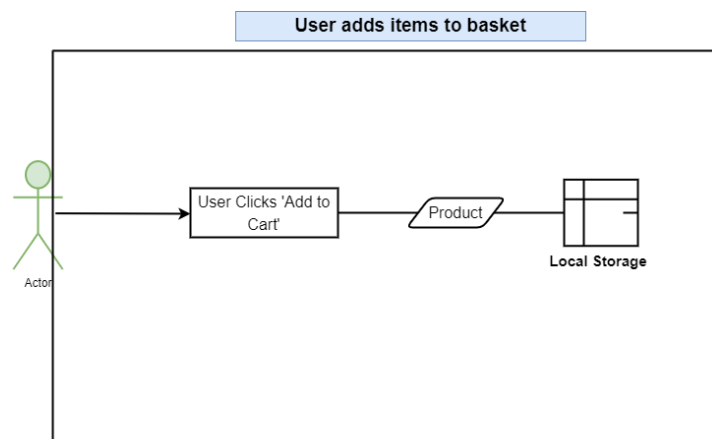 User adds items to basket
User Clicks 'Add to
Cart'
Product
Local Storage
Actor